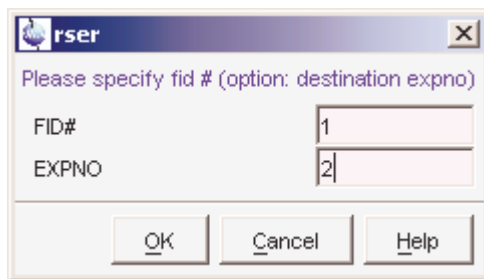 rser
Please specify fid # (option: destination expno)
FID# 1
EXPNO 2
OK Cancel Help